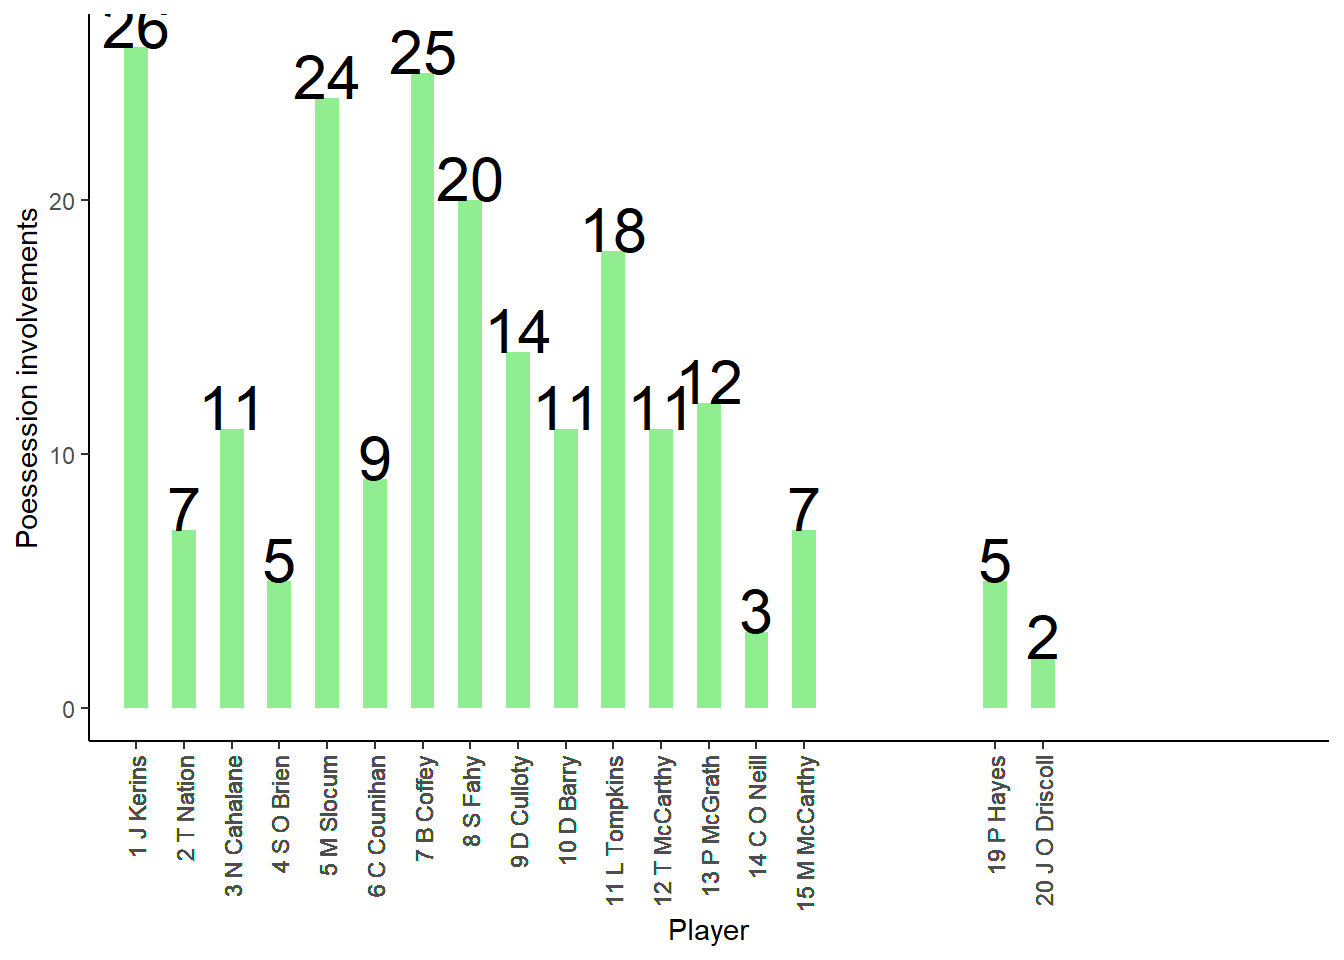 26
7
11
5
24
9
25
20
14
11
18
11
12
3
7
5
2
20
10
0
Poessession involvements
1 J Kerins
2 T Nation
3 N Cahalane
4 S O Brien
5 M Slocum
6 C Counihan
7 B Coffey
8 S Fahy
9 D Culloty
10 D Barry
11 L Tompkins
12 T McCarthy
13 P McGrath
14 C O Neill
15 M McCarthy
19 P Hayes
20 J O Driscoll
Player